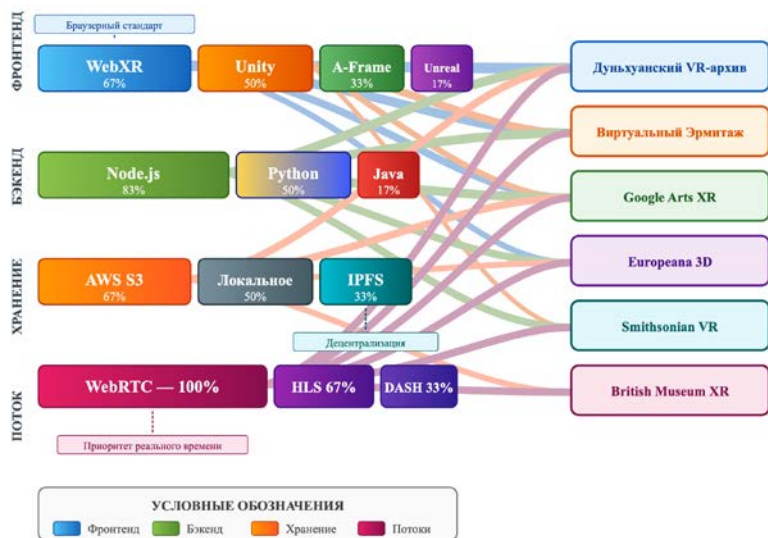 Браузерный стандарт
ФРОНТЕНД
WebXR
67%
Unity
50%
A-Frame
33%
Unreal
17%
БЭКЕНД
Node.js
83%
Python
50%
Java
17%
ХРАНЕНИЕ
AWS S3
67%
Локальное
50%
IPFS
33%
Децентрализация
ПОТОК
WebRTC — 100%
HLS 67%
DASH 33%
Приоритет реального времени
Дуньхуанский VR-архив
Виртуальный Эрмитаж
Google Arts XR
Europeana 3D
Smithsonian VR
British Museum XR
УСЛОВНЫЕ ОБОЗНАЧЕНИЯ
Фронтенд
Бэкенд
Хранение
Потоки